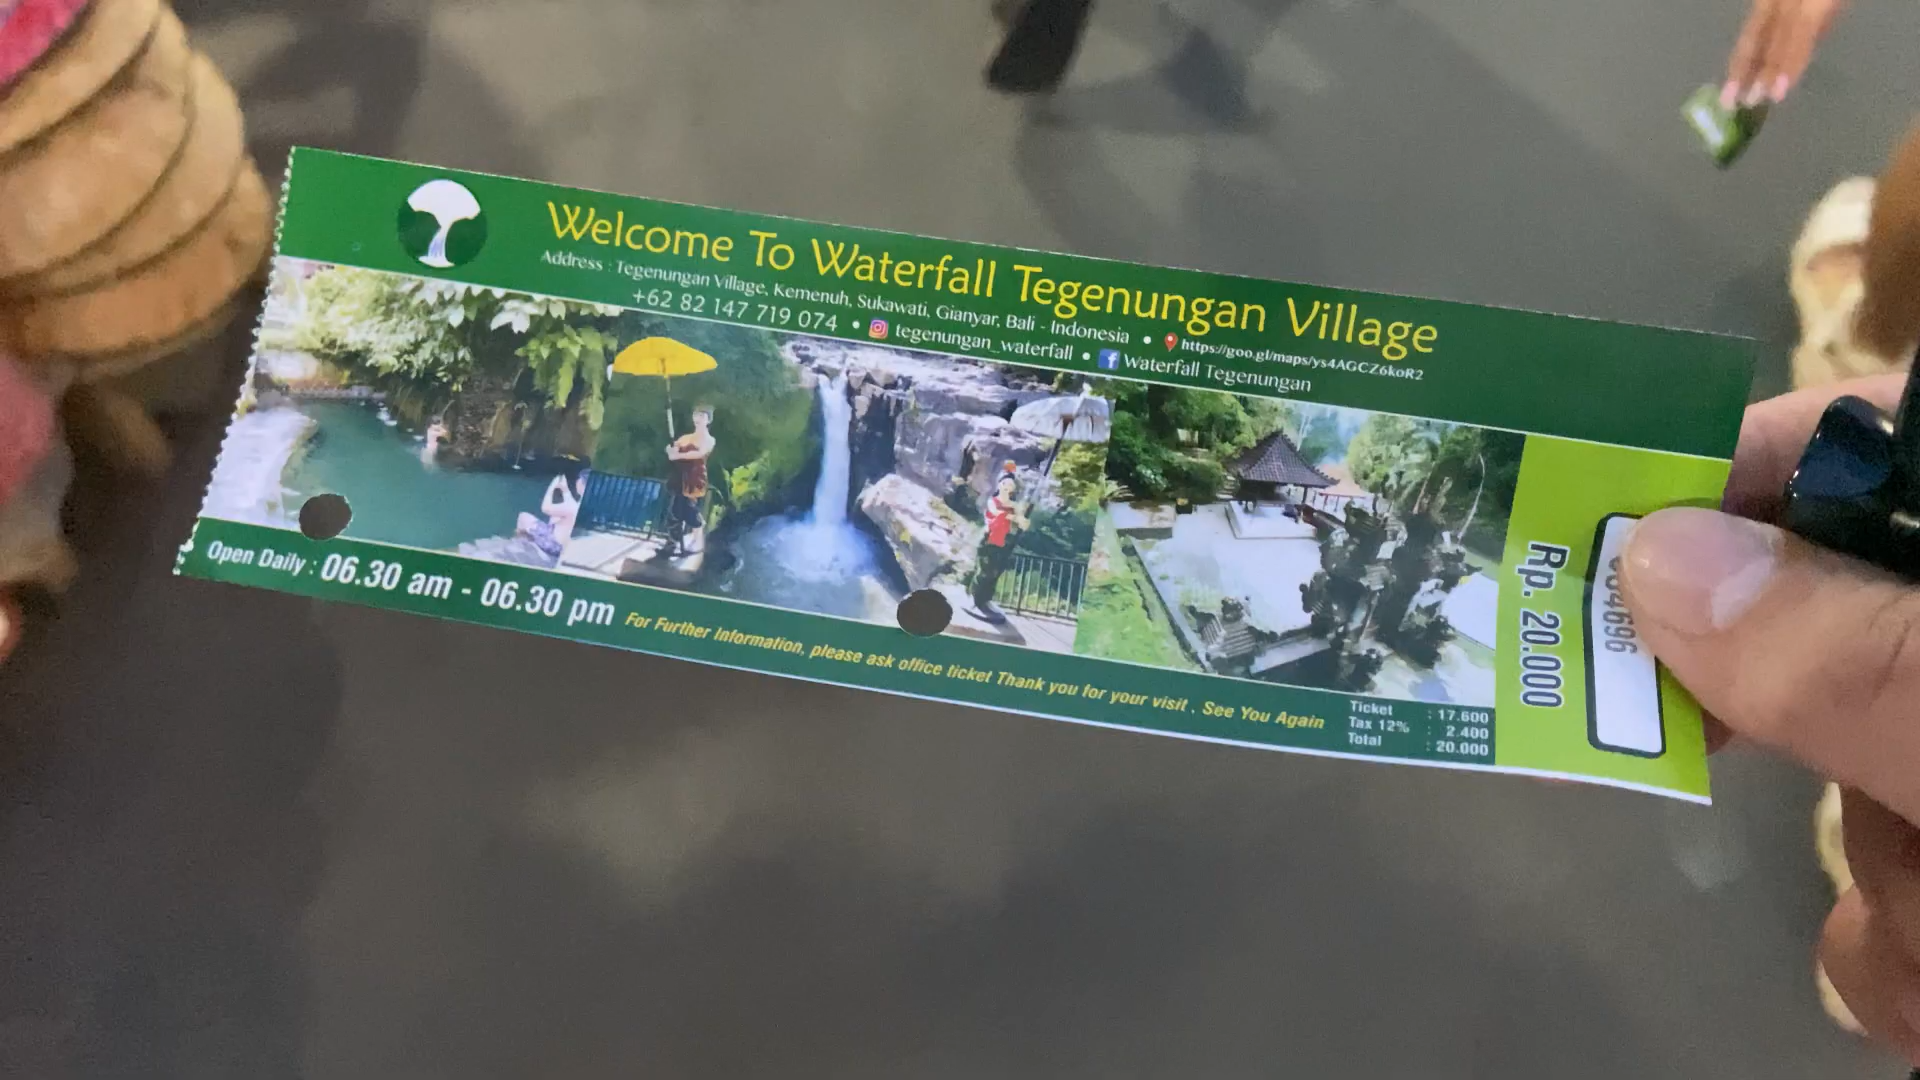 Welcome To Waterfall Tegenungan Village
Address : Tegenungan Village, Kemenuh, Sukawati, Gianyar, Bali - Indonesia • https://goo.gl/maps/ys4AGCZ6koR2
+62 82 147 719 074 • tegenungan_waterfall • Waterfall Tegenungan
Open Daily : 06.30 am - 06.30 pm
For Further Information, please ask office ticket Thank you for your visit . See You Again
Ticket : 17.600
Tax 12% : 2.400
Total : 20.000
Rp. 20.000